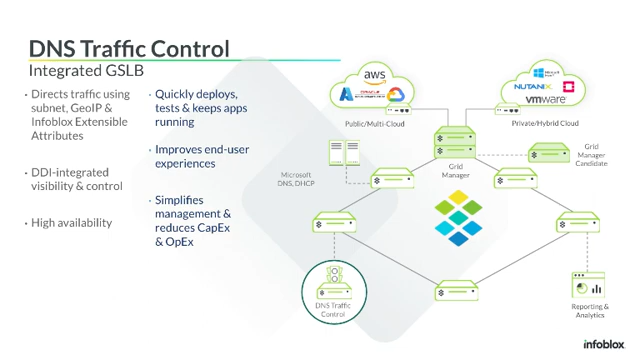 DNS Traffic Control
Integrated GSLB
· Directs traffic using
subnet, GeoIP &
Infoblox Extensible
Attributes
· DDI-integrated
visibility & control
· High availability
· Quickly deploys,
tests & keeps apps
running
· Improves end-user
experiences
· Simplifies
management &
reduces CapEx
& OpEx
aws
ORACLE
Public/Multi-Cloud
NUTANIX
vmware
Private/Hybrid Cloud
Grid
Manager
Grid
Manager
Candidate
Microsoft
DNS, DHCP
DNS Traffic
Control
Reporting &
Analytics
infoblox